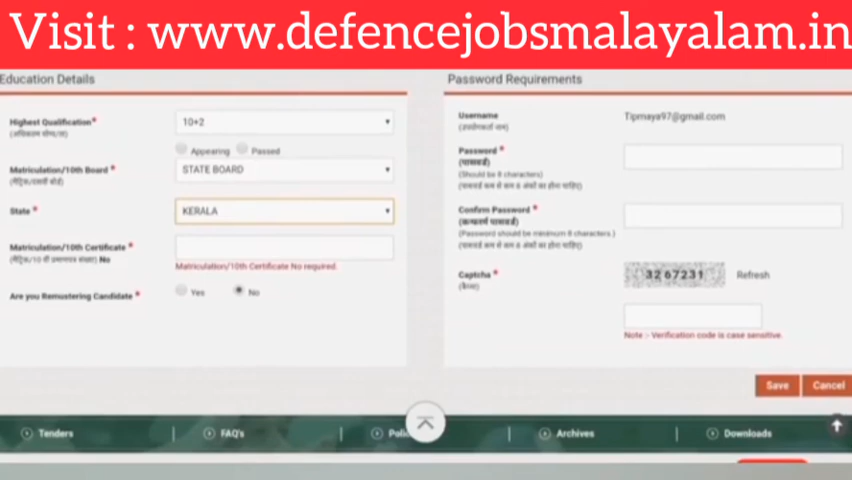 Visit : www.defencejobsmalayalam.in
Education Details
Highest Qualification*
10+2
Appearing Passed
Matriculation/10th Board *
STATE BOARD
State *
KERALA
Matriculation/10th Certificate *
No
Matriculation/10th Certificate No required.
Are you Remustering Candidate *
Yes No
Password Requirements
Username
Tipmaya97@gmail.com
Password *
(पासवर्ड)
(Should be 8 characters)
Confirm Password *
(Password should be minimum 8 characters )
Captcha*
3267231
Refresh
Note :- Verification code is case sensitive.
Save Cancel
Tenders | FAQ's | | Archives | Downloads